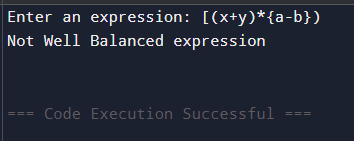 Enter an expression: [(x+y)*{a-b})
Not Well Balanced expression
=== Code Execution Successful ===